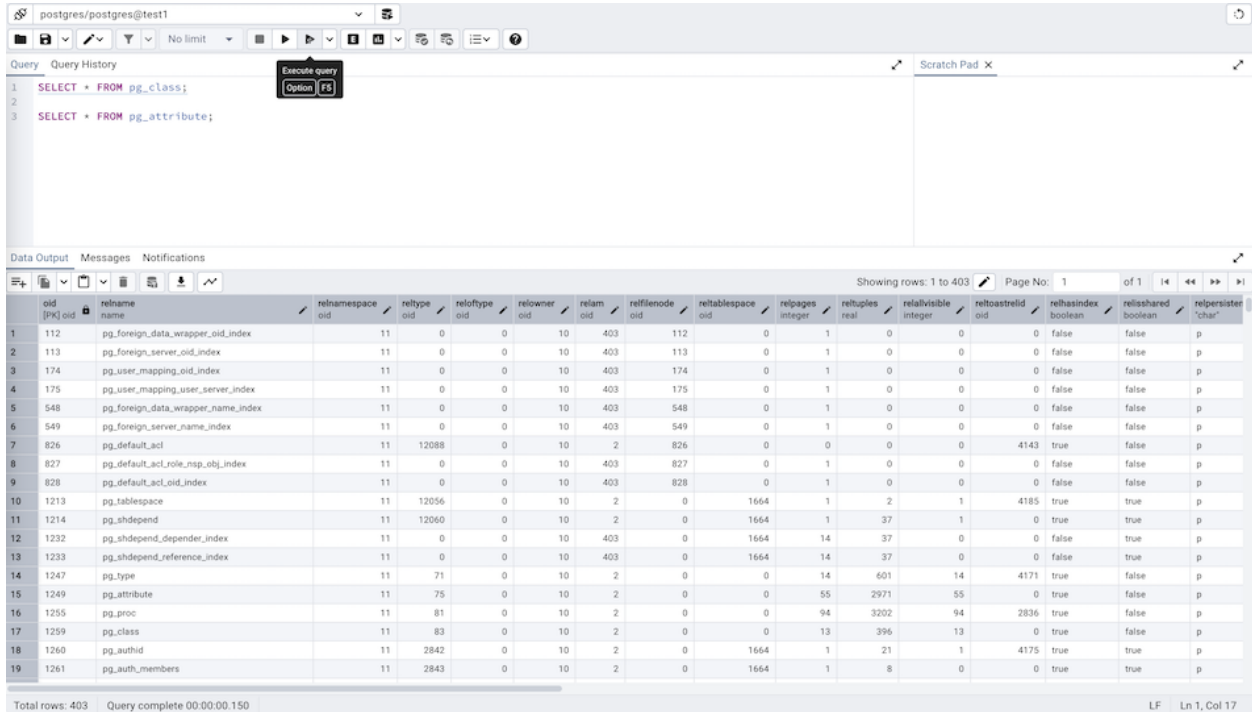 postgres/postgres@test1
No limit
Query Query History
Scratch Pad
Execute query
Option F5
1 SELECT * FROM pg_class;
2
3 SELECT * FROM pg_attribute;
Data Output Messages Notifications
Showing rows: 1 to 403 Page No: 1 of 1
oid [PK] oid relname name relnamespace oid reltype oid reloftype oid relowner oid relam oid relfilenode oid reltablespace oid relpages integer reltuples real relallvisible integer reltoastrelid oid relhasindex boolean relisshared boolean relpersisten "char"
1 112 pg_foreign_data_wrapper_oid_index 11 0 0 10 403 112 0 1 0 0 0 false false p
2 113 pg_foreign_server_oid_index 11 0 0 10 403 113 0 1 0 0 0 false false p
3 174 pg_user_mapping_oid_index 11 0 0 10 403 174 0 1 0 0 0 false false p
4 175 pg_user_mapping_user_server_index 11 0 0 10 403 175 0 1 0 0 0 false false p
5 548 pg_foreign_data_wrapper_name_index 11 0 0 10 403 548 0 1 0 0 0 false false p
6 549 pg_foreign_server_name_index 11 0 0 10 403 549 0 1 0 0 0 false false p
7 826 pg_default_acl 11 12088 0 10 2 826 0 0 0 0 4143 true false p
8 827 pg_default_acl_role_nsp_obj_index 11 0 0 10 403 827 0 1 0 0 0 false false p
9 828 pg_default_acl_oid_index 11 0 0 10 403 828 0 1 0 0 0 false false p
10 1213 pg_tablespace 11 12056 0 10 2 0 1664 1 2 1 4185 true true p
11 1214 pg_shdepend 11 12060 0 10 2 0 1664 1 37 1 0 true true p
12 1232 pg_shdepend_depender_index 11 0 0 10 403 0 1664 14 37 0 0 false true p
13 1233 pg_shdepend_reference_index 11 0 0 10 403 0 1664 14 37 0 0 false true p
14 1247 pg_type 11 71 0 10 2 0 0 14 601 14 4171 true false p
15 1249 pg_attribute 11 75 0 10 2 0 0 55 2971 55 0 true false p
16 1255 pg_proc 11 81 0 10 2 0 0 94 3202 94 2836 true false p
17 1259 pg_class 11 83 0 10 2 0 0 13 396 13 0 true false p
18 1260 pg_authid 11 2842 0 10 2 0 1664 1 21 1 4175 true true p
19 1261 pg_auth_members 11 2843 0 10 2 0 1664 1 8 0 0 true true p
Total rows: 403 Query complete 00:00:00.150 LF Ln 1, Col 17